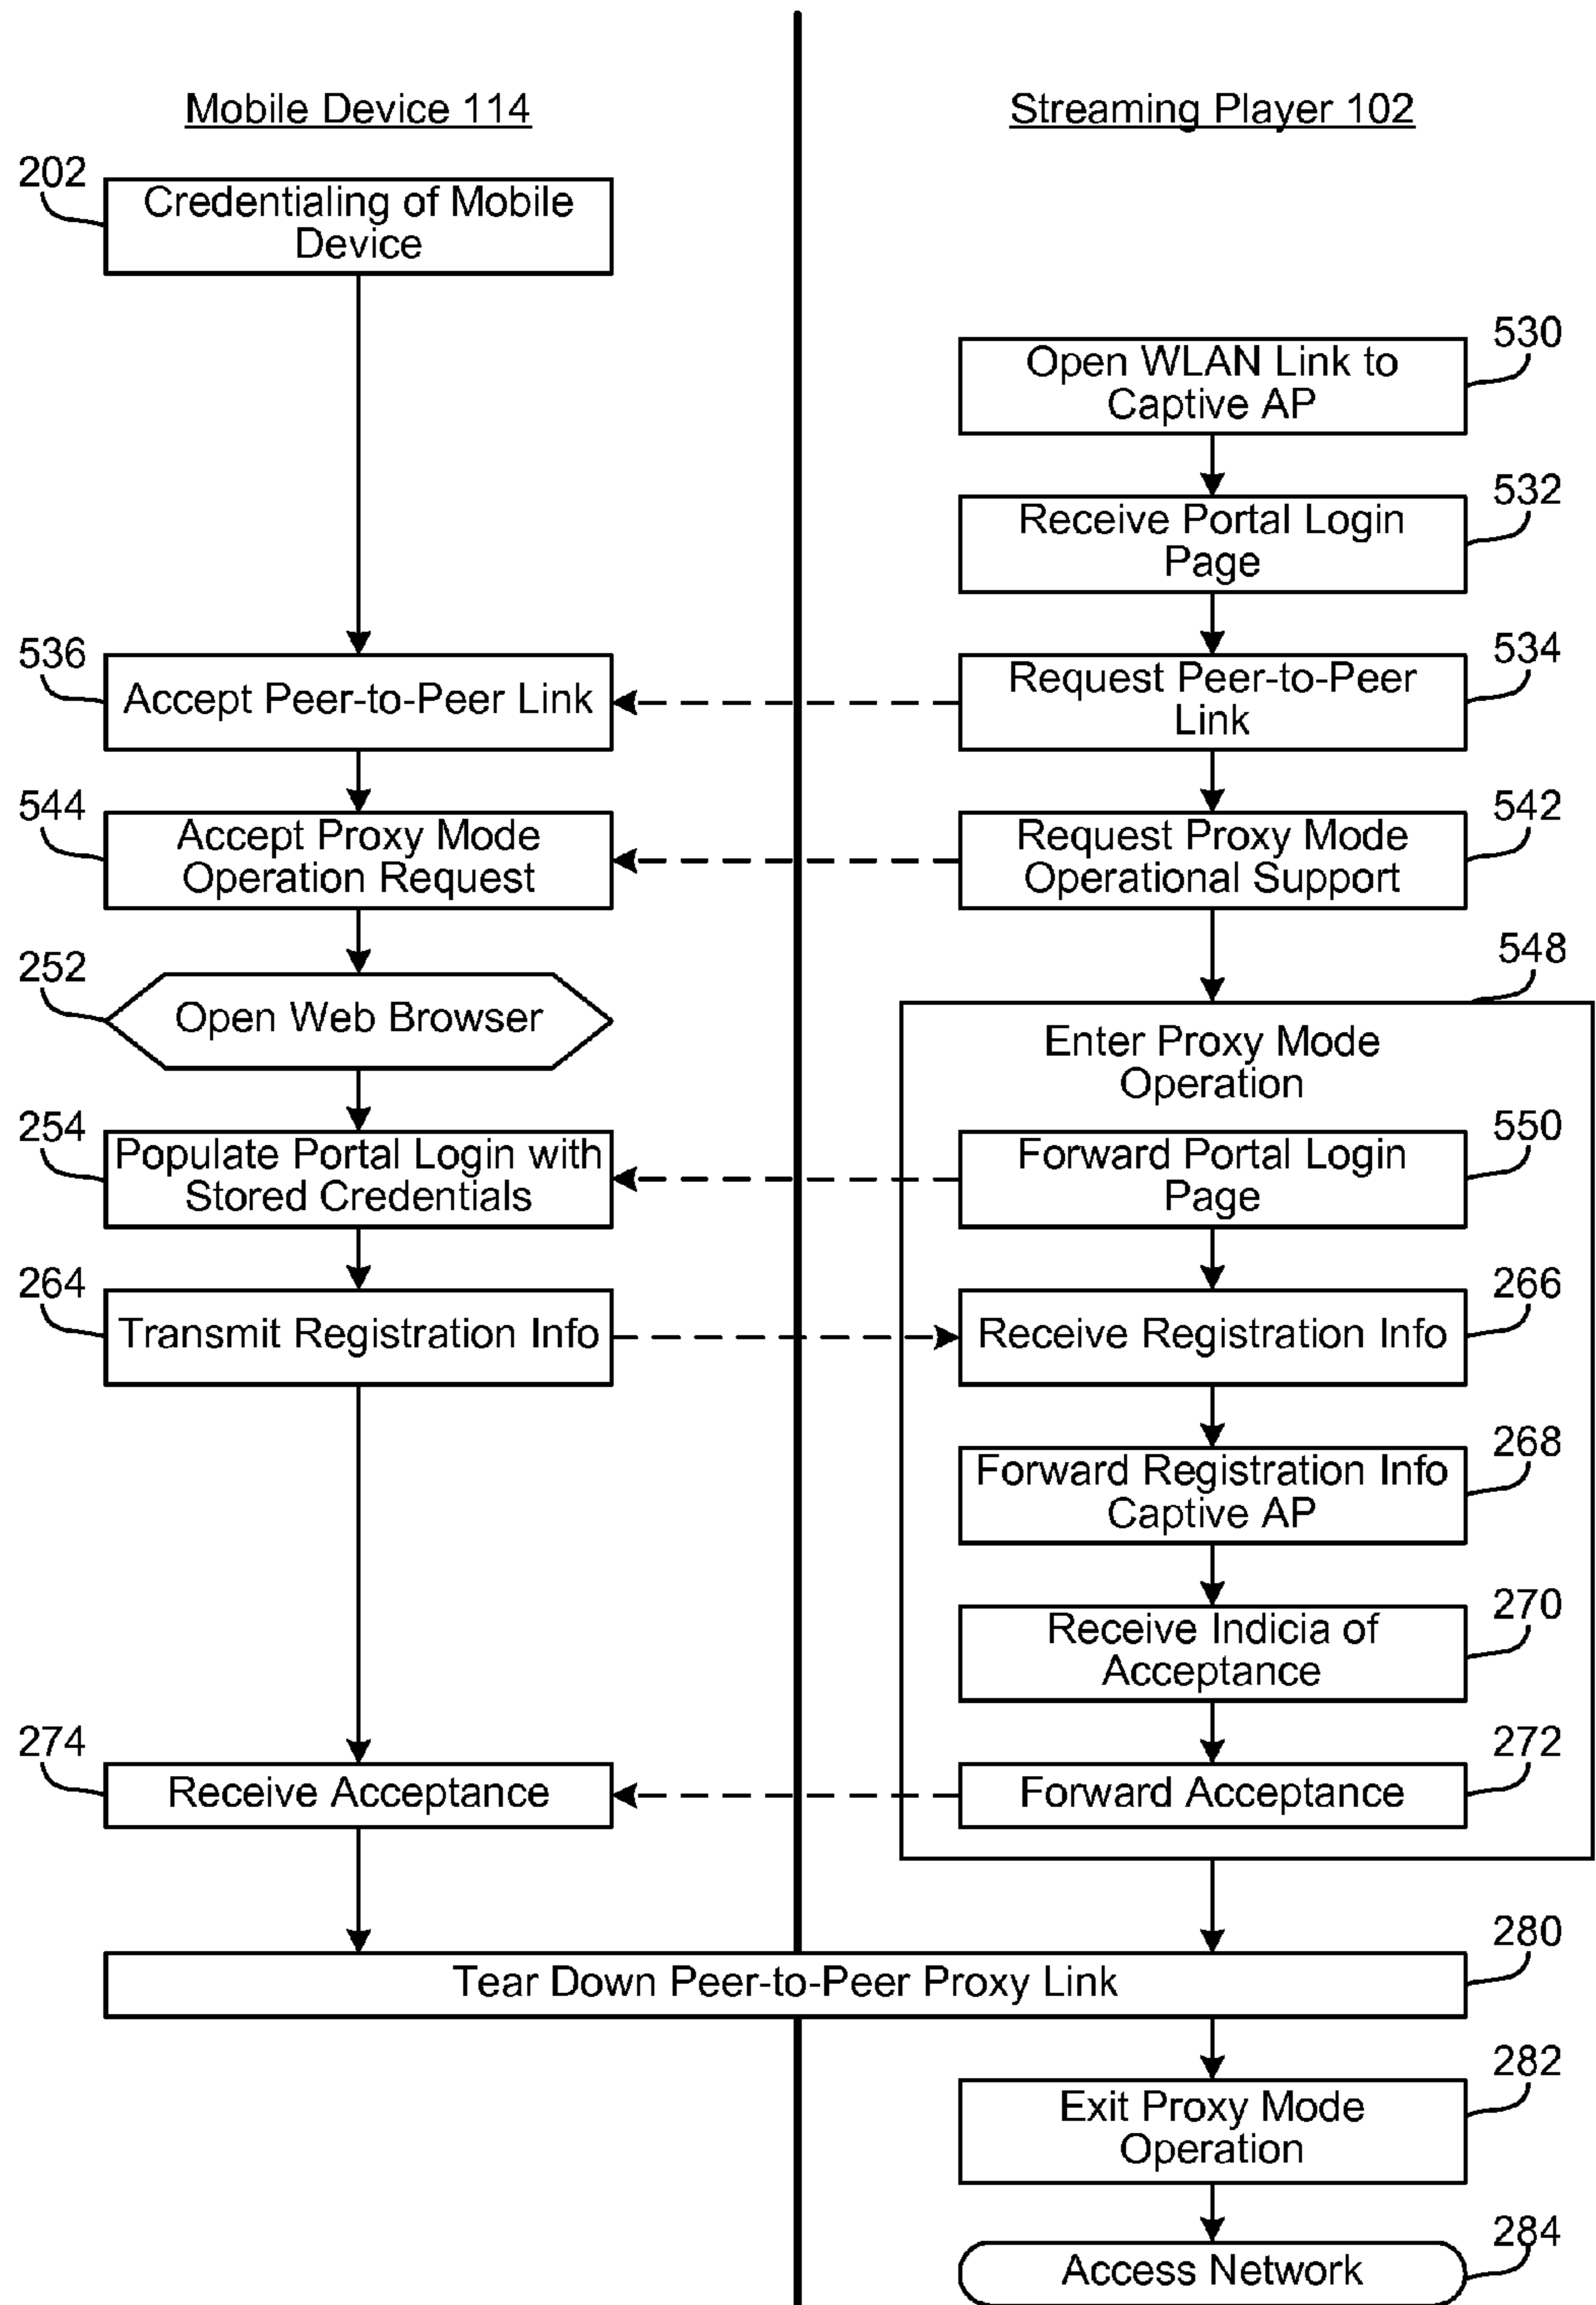 Mobile Device 114
Streaming Player 102
202
Credentialing of Mobile
Device
530
Open WLAN Link to
Captive AP
532
Receive Portal Login
Page
536
Accept Peer-to-Peer Link
534
Request Peer-to-Peer
Link
544
Accept Proxy Mode
Operation Request
542
Request Proxy Mode
Operational Support
252
Open Web Browser
548
Enter Proxy Mode
Operation
254
Populate Portal Login with
Stored Credentials
550
Forward Portal Login
Page
264
Transmit Registration Info
266
Receive Registration Info
268
Forward Registration Info
Captive AP
270
Receive Indicia of
Acceptance
274
Receive Acceptance
272
Forward Acceptance
280
Tear Down Peer-to-Peer Proxy Link
282
Exit Proxy Mode
Operation
284
Access Network